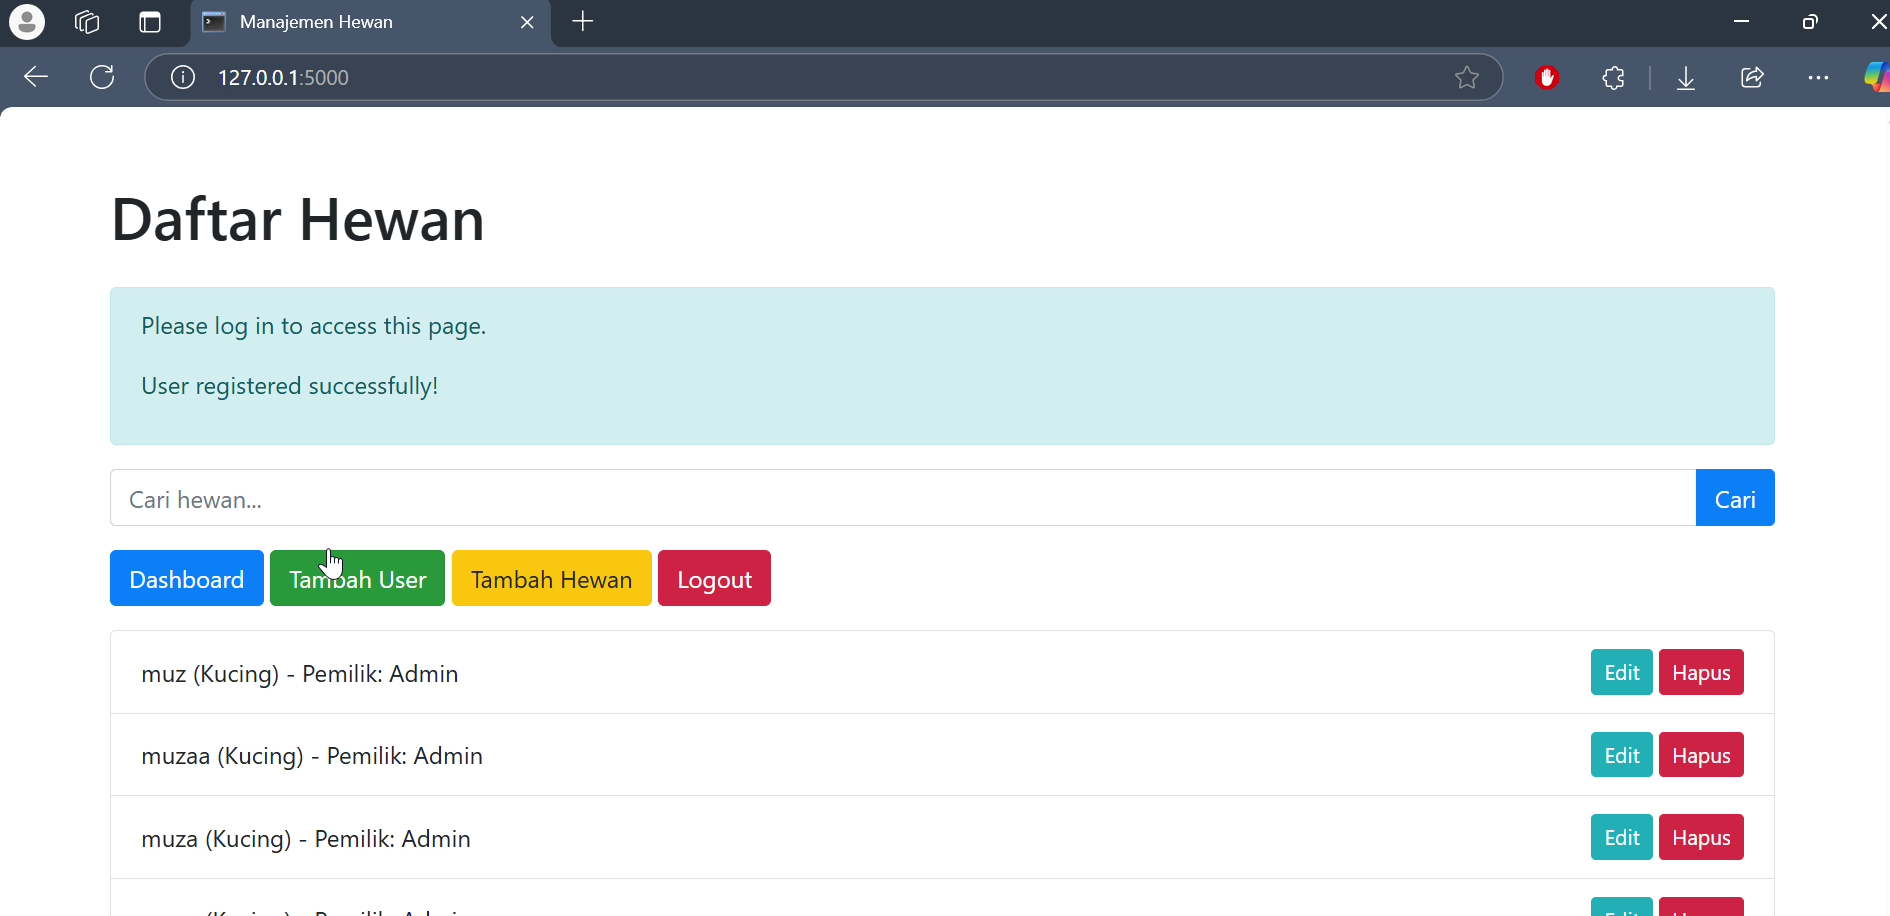 Manajemen Hewan
127.0.0.1:5000
Daftar Hewan
Please log in to access this page.
User registered successfully!
Cari hewan...
Cari
Dashboard
Tambah User
Tambah Hewan
Logout
muz (Kucing) - Pemilik: Admin
Edit
Hapus
muzaa (Kucing) - Pemilik: Admin
Edit
Hapus
muza (Kucing) - Pemilik: Admin
Edit
Hapus